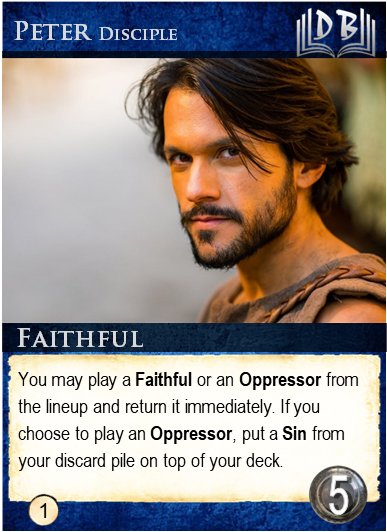 PETER DISCIPLE
DB
FAITHFUL
You may play a Faithful or an Oppressor from
the lineup and return it immediately. If you
choose to play an Oppressor, put a Sin from
your discard pile on top of your deck.
1
5